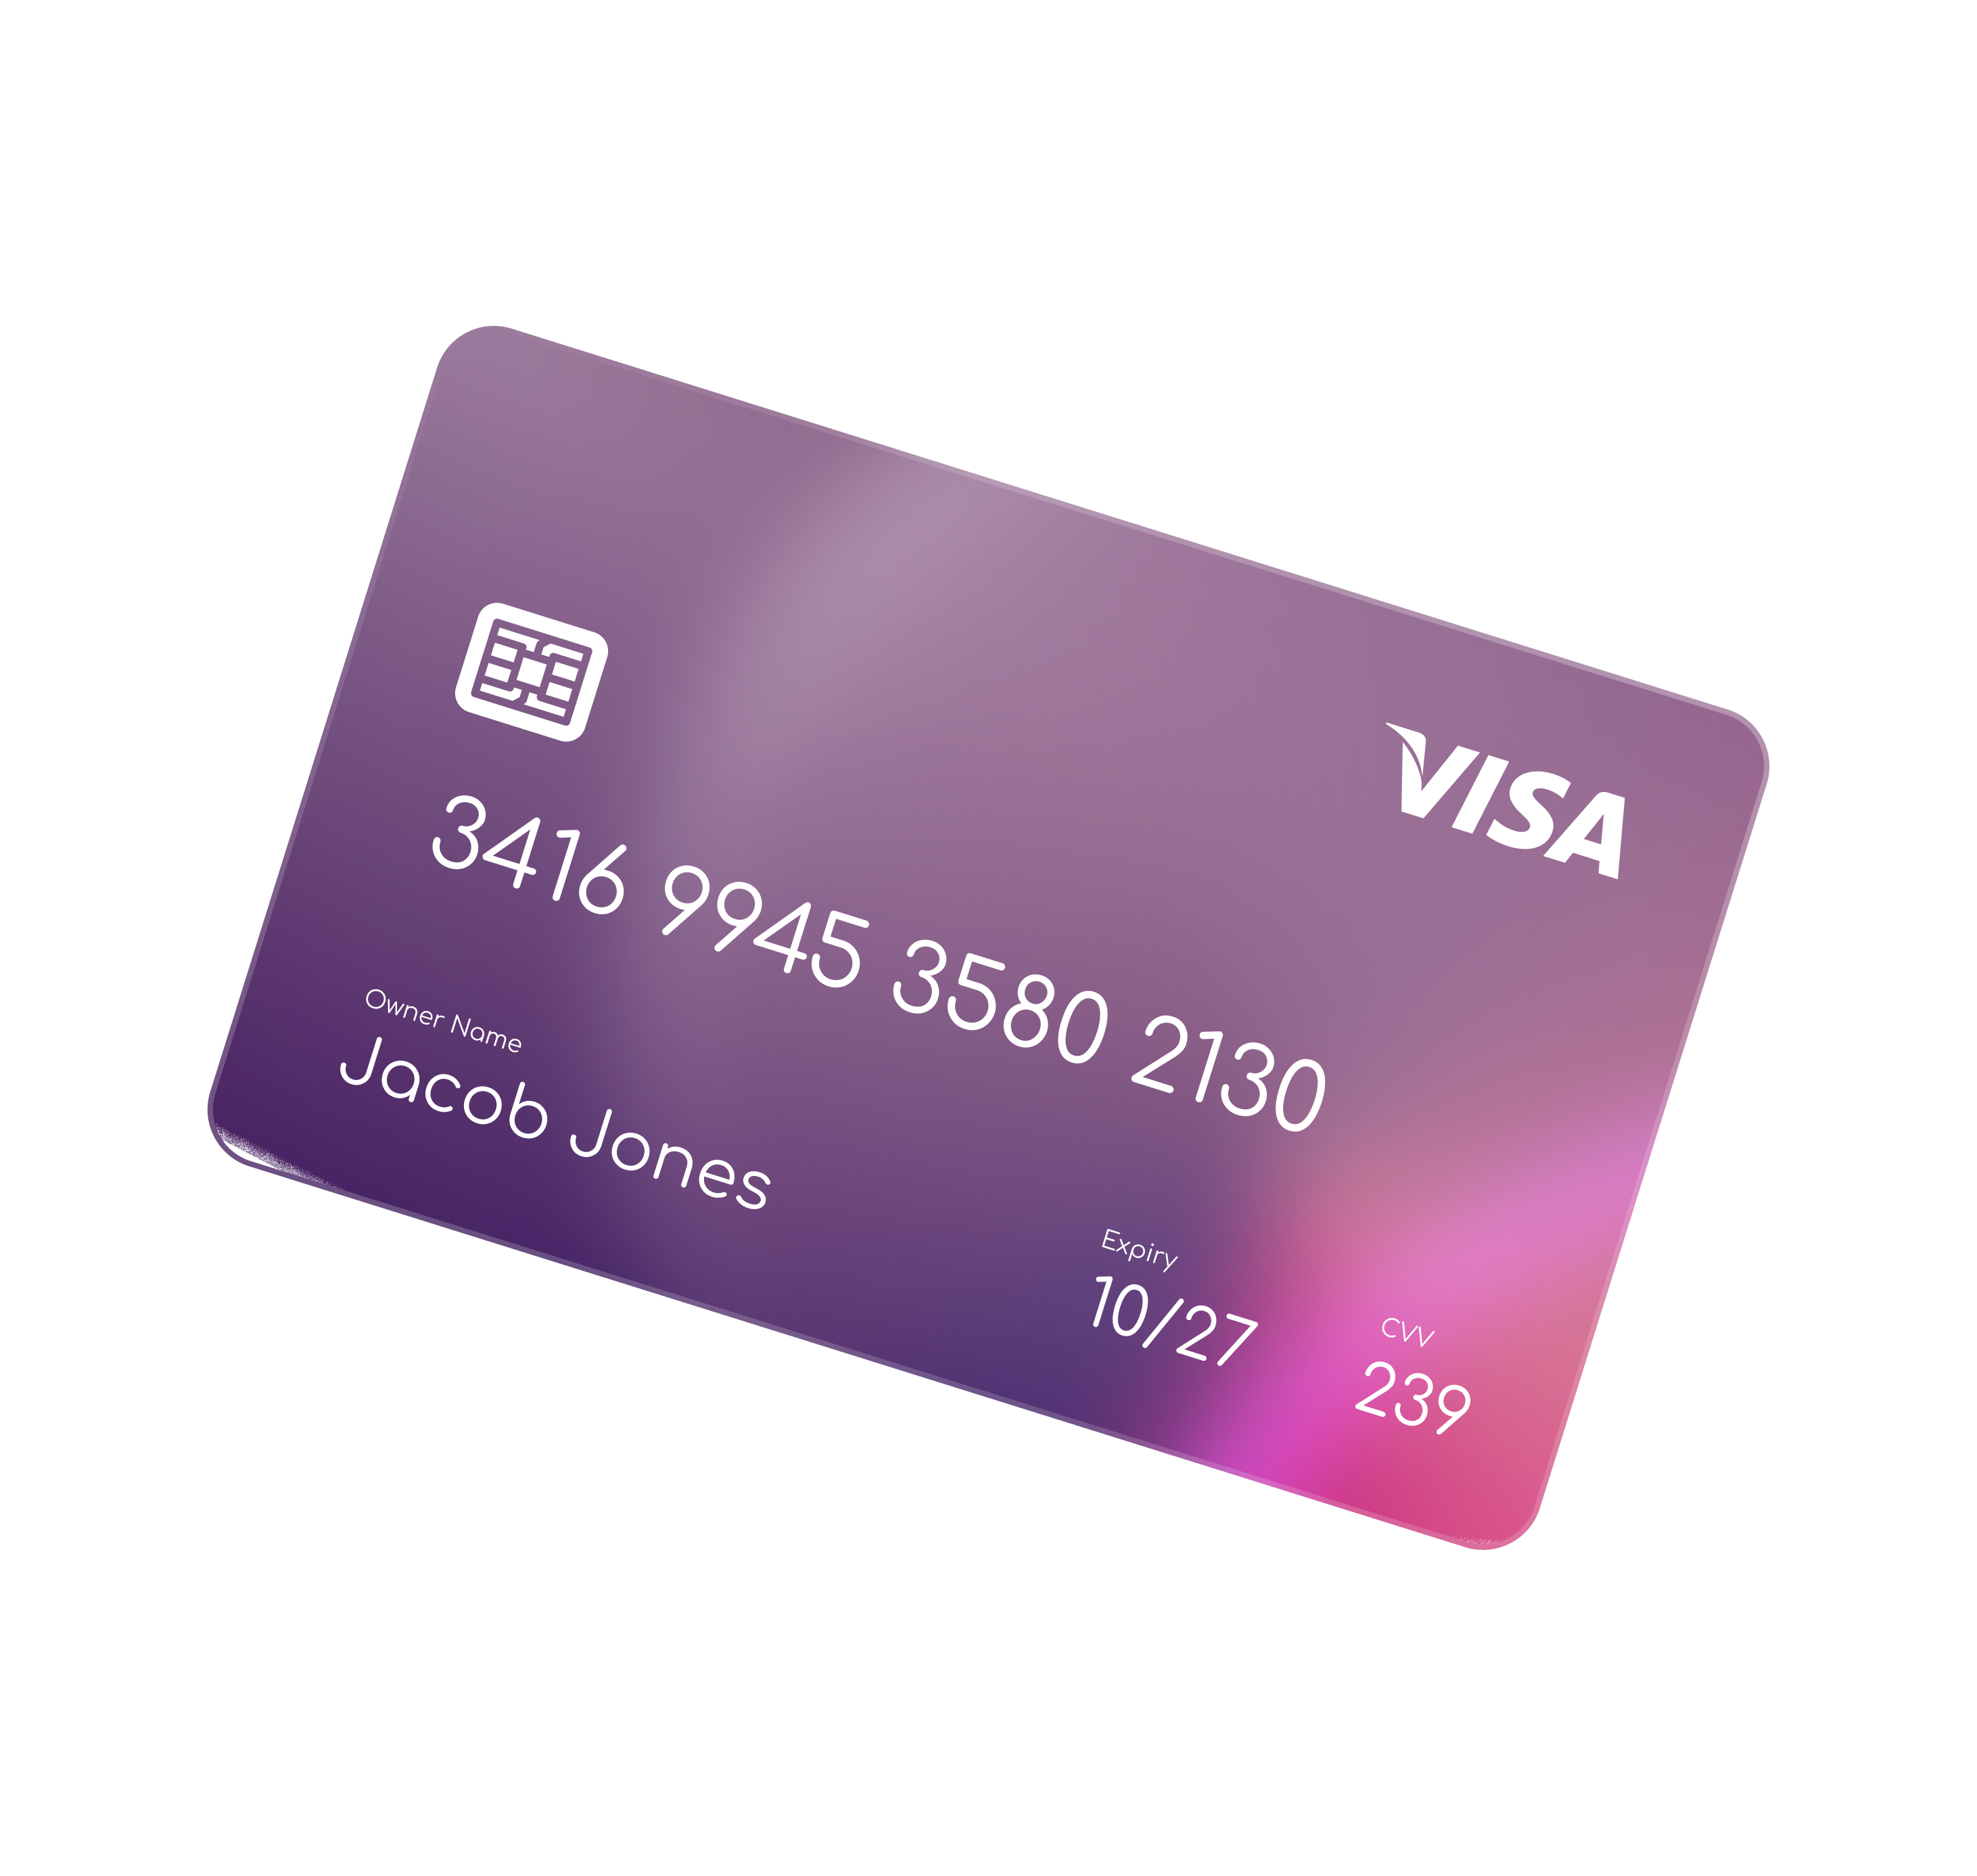 VISA
3416 9945 3580 2130
Owner Name
Jacob Jones
Expiry
10/27
CVV
239